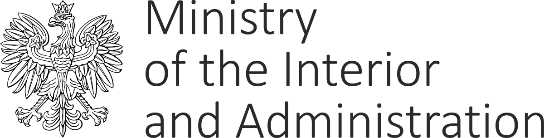 Ministry
of the Interior
and Administration